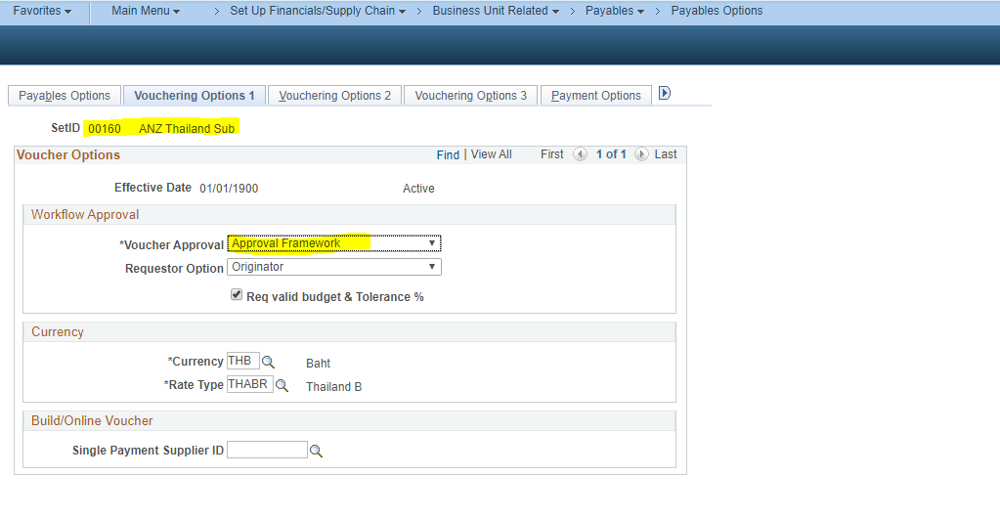 Favorites Main Menu > Set Up Financials/Supply Chain > Business Unit Related > Payables > Payables Options
Payables Options Vouchering Options 1 Vouchering Options 2 Vouchering Options 3 Payment Options
SetID 00160 ANZ Thailand Sub
Voucher Options Find | View All First 1 of 1 Last
Effective Date 01/01/1900 Active
Workflow Approval
*Voucher Approval Approval Framework
Requestor Option Originator
Req valid budget & Tolerance %
Currency
*Currency THB Baht
*Rate Type THABR Thailand B
Build/Online Voucher
Single Payment Supplier ID